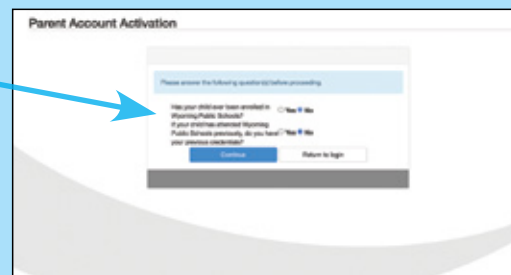 Parent Account Activation
Please answer the following question(s) before proceeding.
Has your child ever been enrolled in
Wyoming Public Schools?
Yes No
If your child has attended Wyoming
Public Schools previously, do you have
your previous credentials?
Yes No
Continue
Return to login